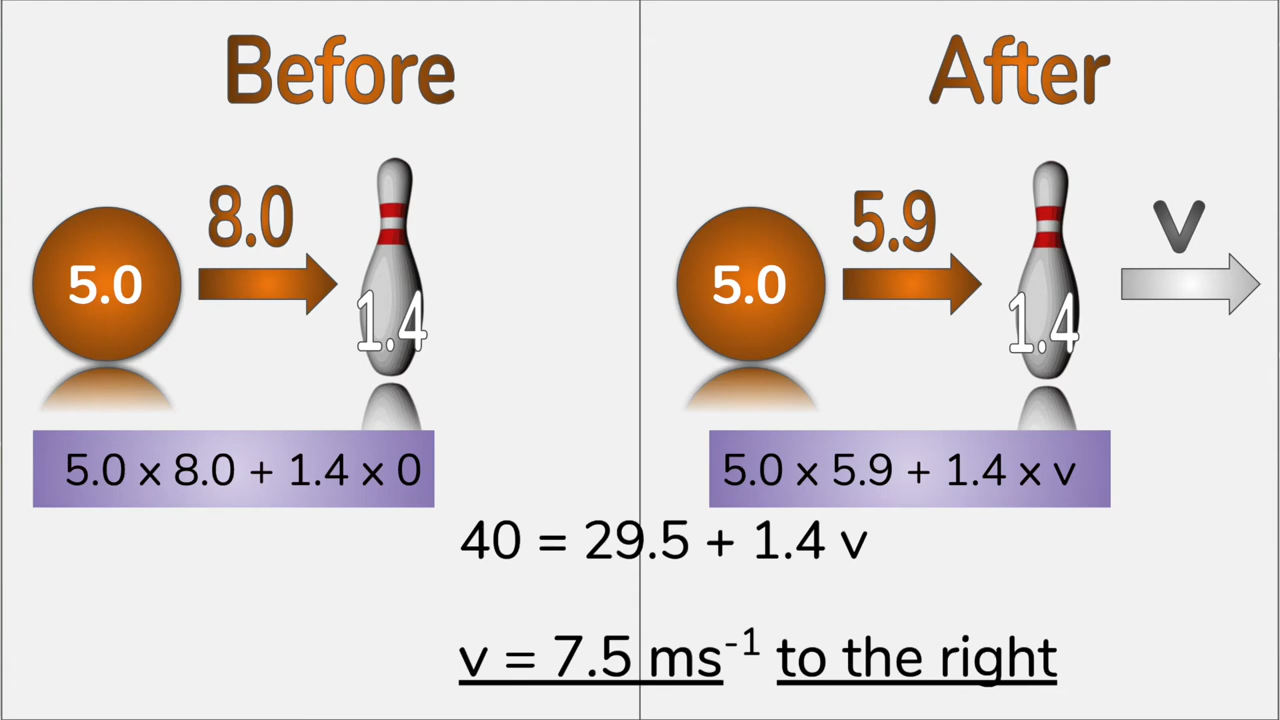 Before
After
8.0
5.9
v
5.0
1.4
5.0
1.4
5.0 x 8.0 + 1.4 x 0
5.0 x 5.9 + 1.4 x v
40 = 29.5 + 1.4 v
v = 7.5 ms⁻¹ to the right